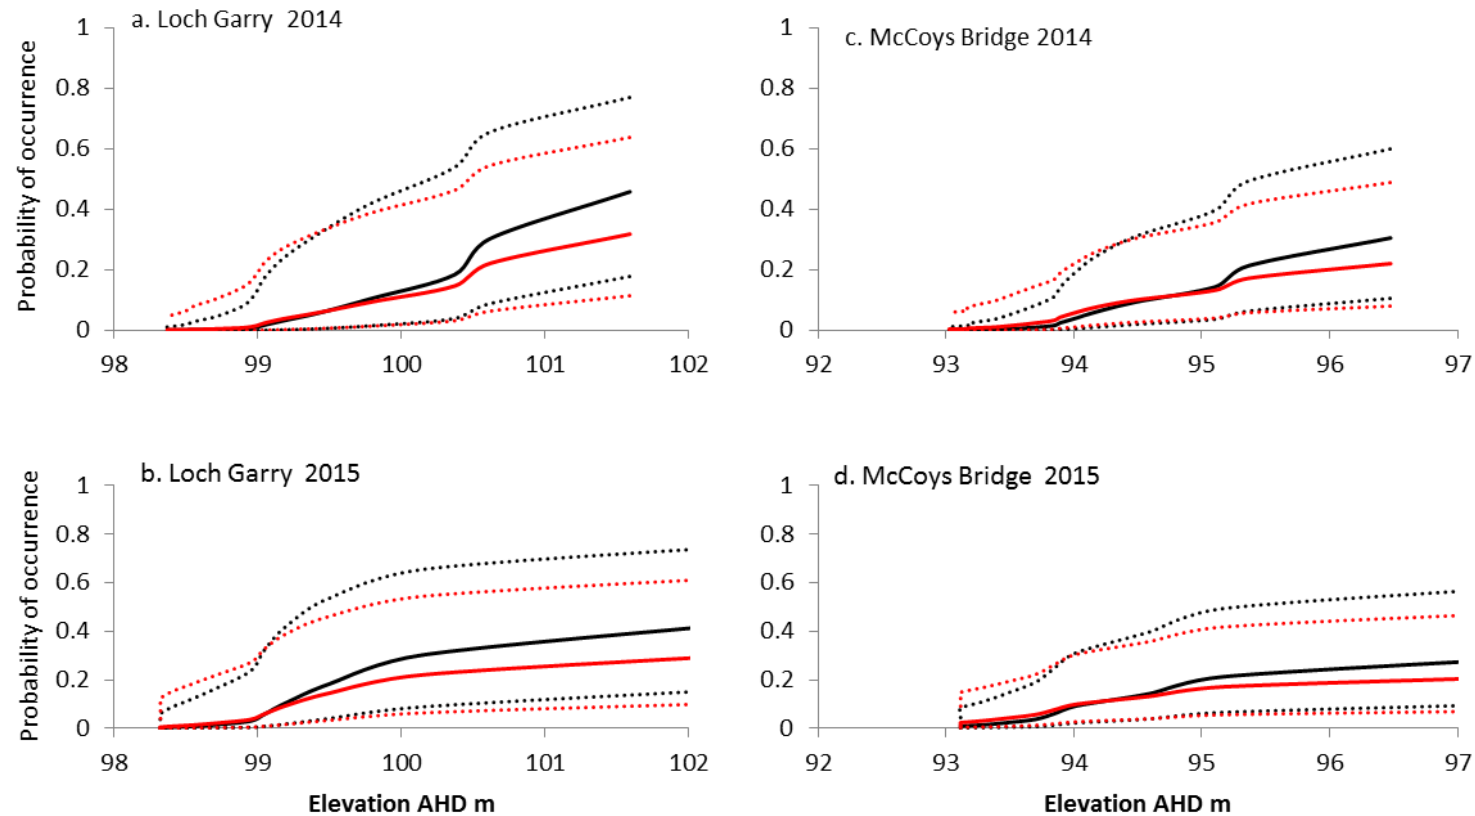 a. Loch Garry 2014
Probability of occurrence
1
0.8
0.6
0.4
0.2
0
98 99 100 101 102
c. McCoys Bridge 2014
1
0.8
0.6
0.4
0.2
0
92 93 94 95 96 97
b. Loch Garry 2015
Probability of occurrence
1
0.8
0.6
0.4
0.2
0
98 99 100 101 102
Elevation AHD m
d. McCoys Bridge 2015
1
0.8
0.6
0.4
0.2
0
92 93 94 95 96 97
Elevation AHD m